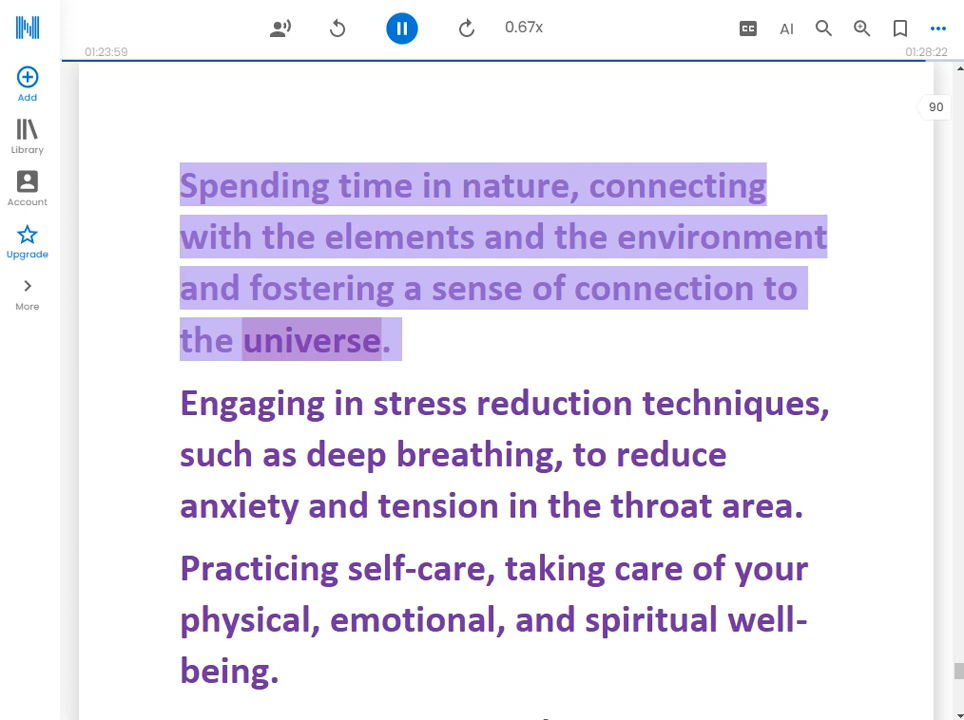 0.67x
CC
AI
01:23:59
01:28:22
Add
Library
Account
Upgrade
More
90
Spending time in nature, connecting
with the elements and the environment
and fostering a sense of connection to
the universe.
Engaging in stress reduction techniques,
such as deep breathing, to reduce
anxiety and tension in the throat area.
Practicing self-care, taking care of your
physical, emotional, and spiritual well-
being.